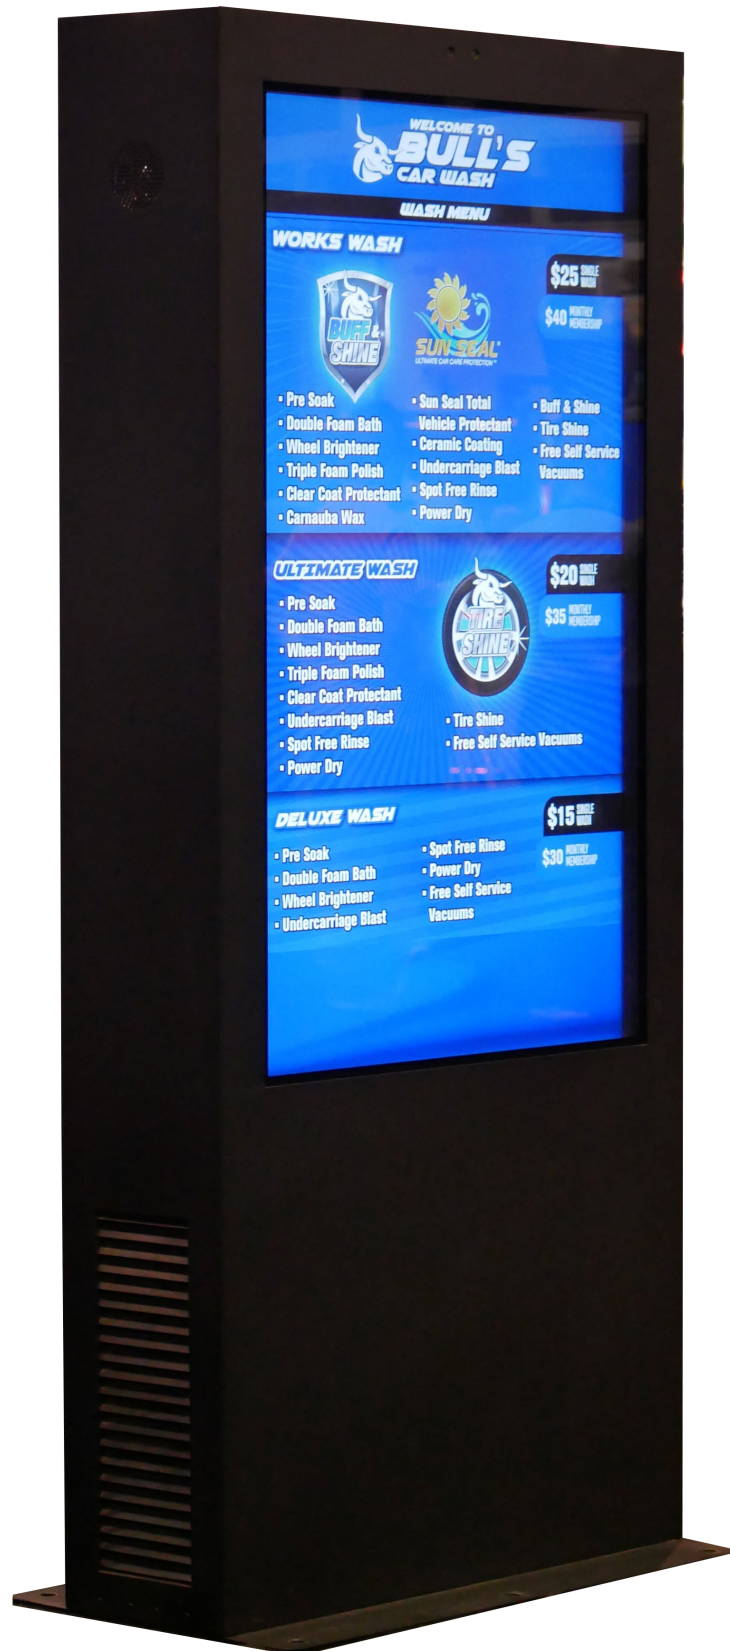 WELCOME TO
BULL'S
CAR WASH
WASH MENU
WORKS WASH
$25 SINGLE WASH
$40 MONTHLY MEMBERSHIP
BUFF &
SHINE
SUN SEAL®
ULTIMATE CAR CARE PROTECTION™
• Pre Soak
• Double Foam Bath
• Wheel Brightener
• Triple Foam Polish
• Clear Coat Protectant
• Carnauba Wax
• Sun Seal Total
Vehicle Protectant
• Ceramic Coating
• Undercarriage Blast
• Spot Free Rinse
• Power Dry
• Buff & Shine
• Tire Shine
• Free Self Service
Vacuums
ULTIMATE WASH
$20 SINGLE WASH
$35 MONTHLY MEMBERSHIP
TIRE
SHINE
• Pre Soak
• Double Foam Bath
• Wheel Brightener
• Triple Foam Polish
• Clear Coat Protectant
• Undercarriage Blast
• Spot Free Rinse
• Power Dry
• Tire Shine
• Free Self Service Vacuums
DELUXE WASH
$15 SINGLE WASH
$30 MONTHLY MEMBERSHIP
• Pre Soak
• Double Foam Bath
• Wheel Brightener
• Undercarriage Blast
• Spot Free Rinse
• Power Dry
• Free Self Service
Vacuums